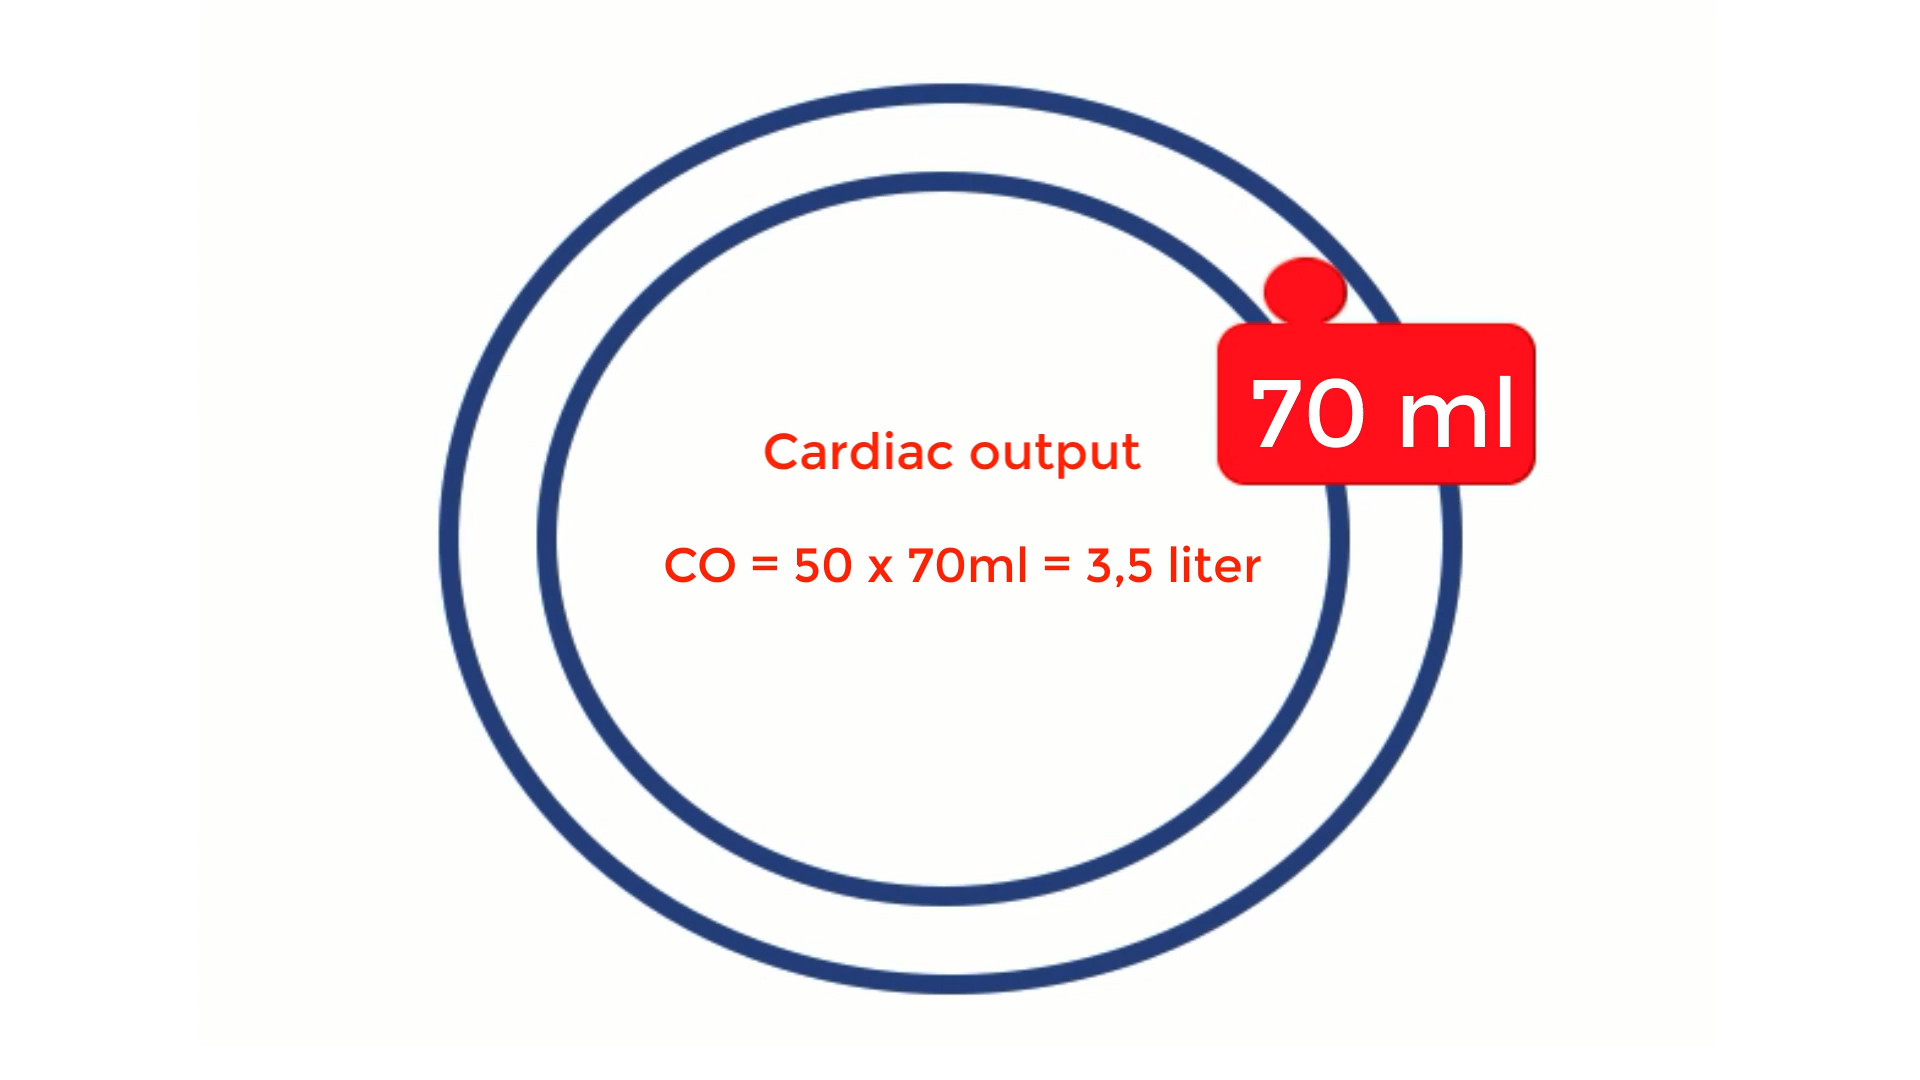 70 ml
Cardiac output
CO = 50 x 70ml = 3,5 liter